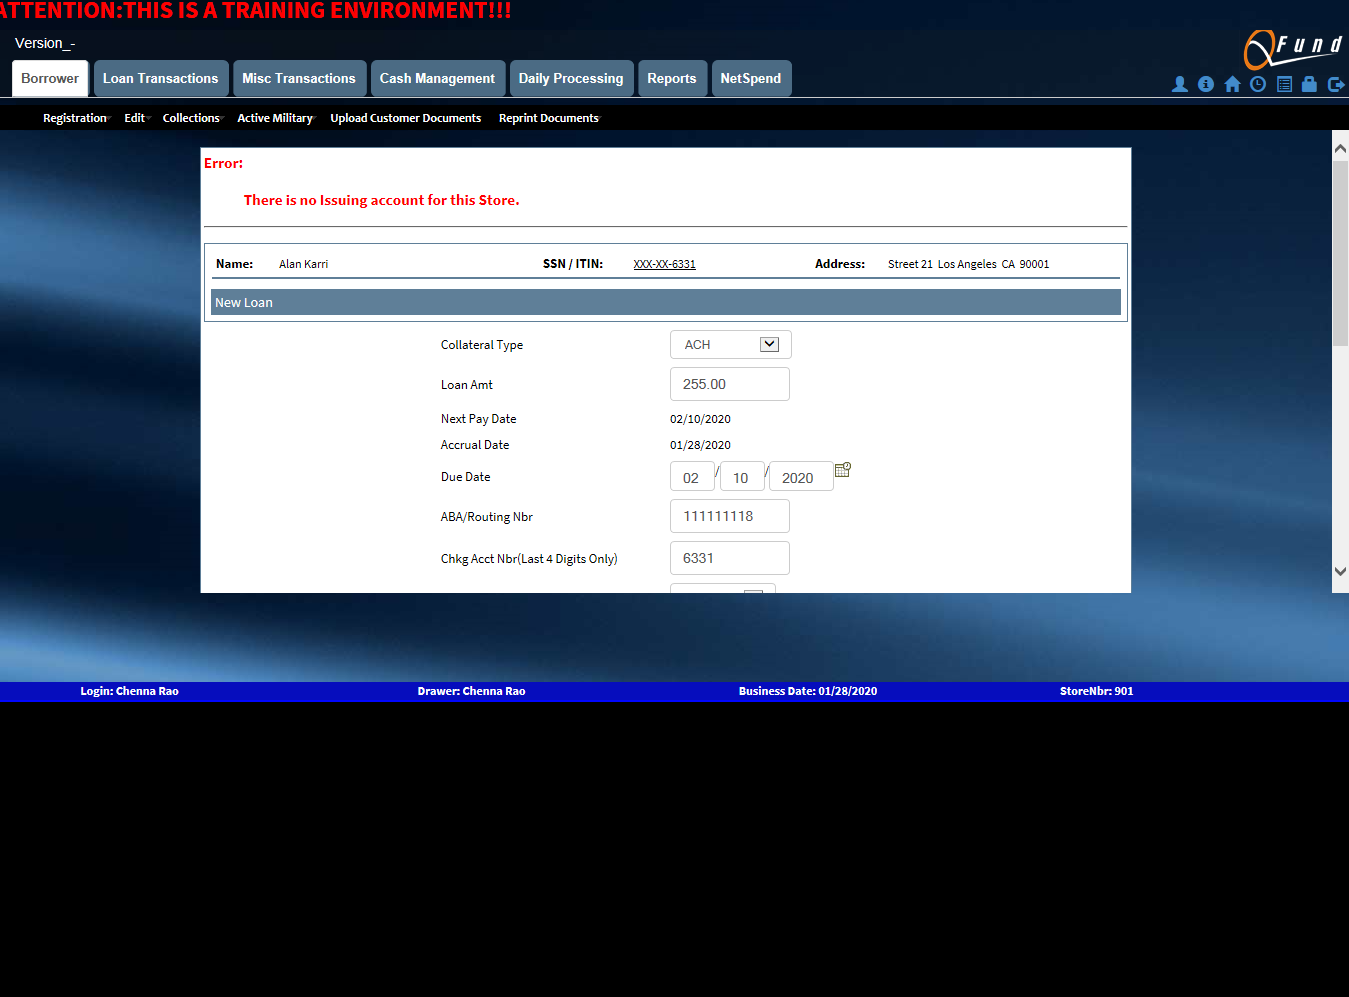 ATTENTION:THIS IS A TRAINING ENVIRONMENT!!!
Version_-
QFund
Borrower Loan Transactions Misc Transactions Cash Management Daily Processing Reports NetSpend
Registration Edit Collections Active Military Upload Customer Documents Reprint Documents
Error:
There is no Issuing account for this Store.
Name: Alan Karri SSN / ITIN: XXX-XX-6331 Address: Street 21 Los Angeles CA 90001
New Loan
Collateral Type ACH
Loan Amt 255.00
Next Pay Date 02/10/2020
Accrual Date 01/28/2020
Due Date 02 / 10 / 2020
ABA/Routing Nbr 111111118
Chkg Acct Nbr(Last 4 Digits Only) 6331
Login: Chenna Rao Drawer: Chenna Rao Business Date: 01/28/2020 StoreNbr: 901